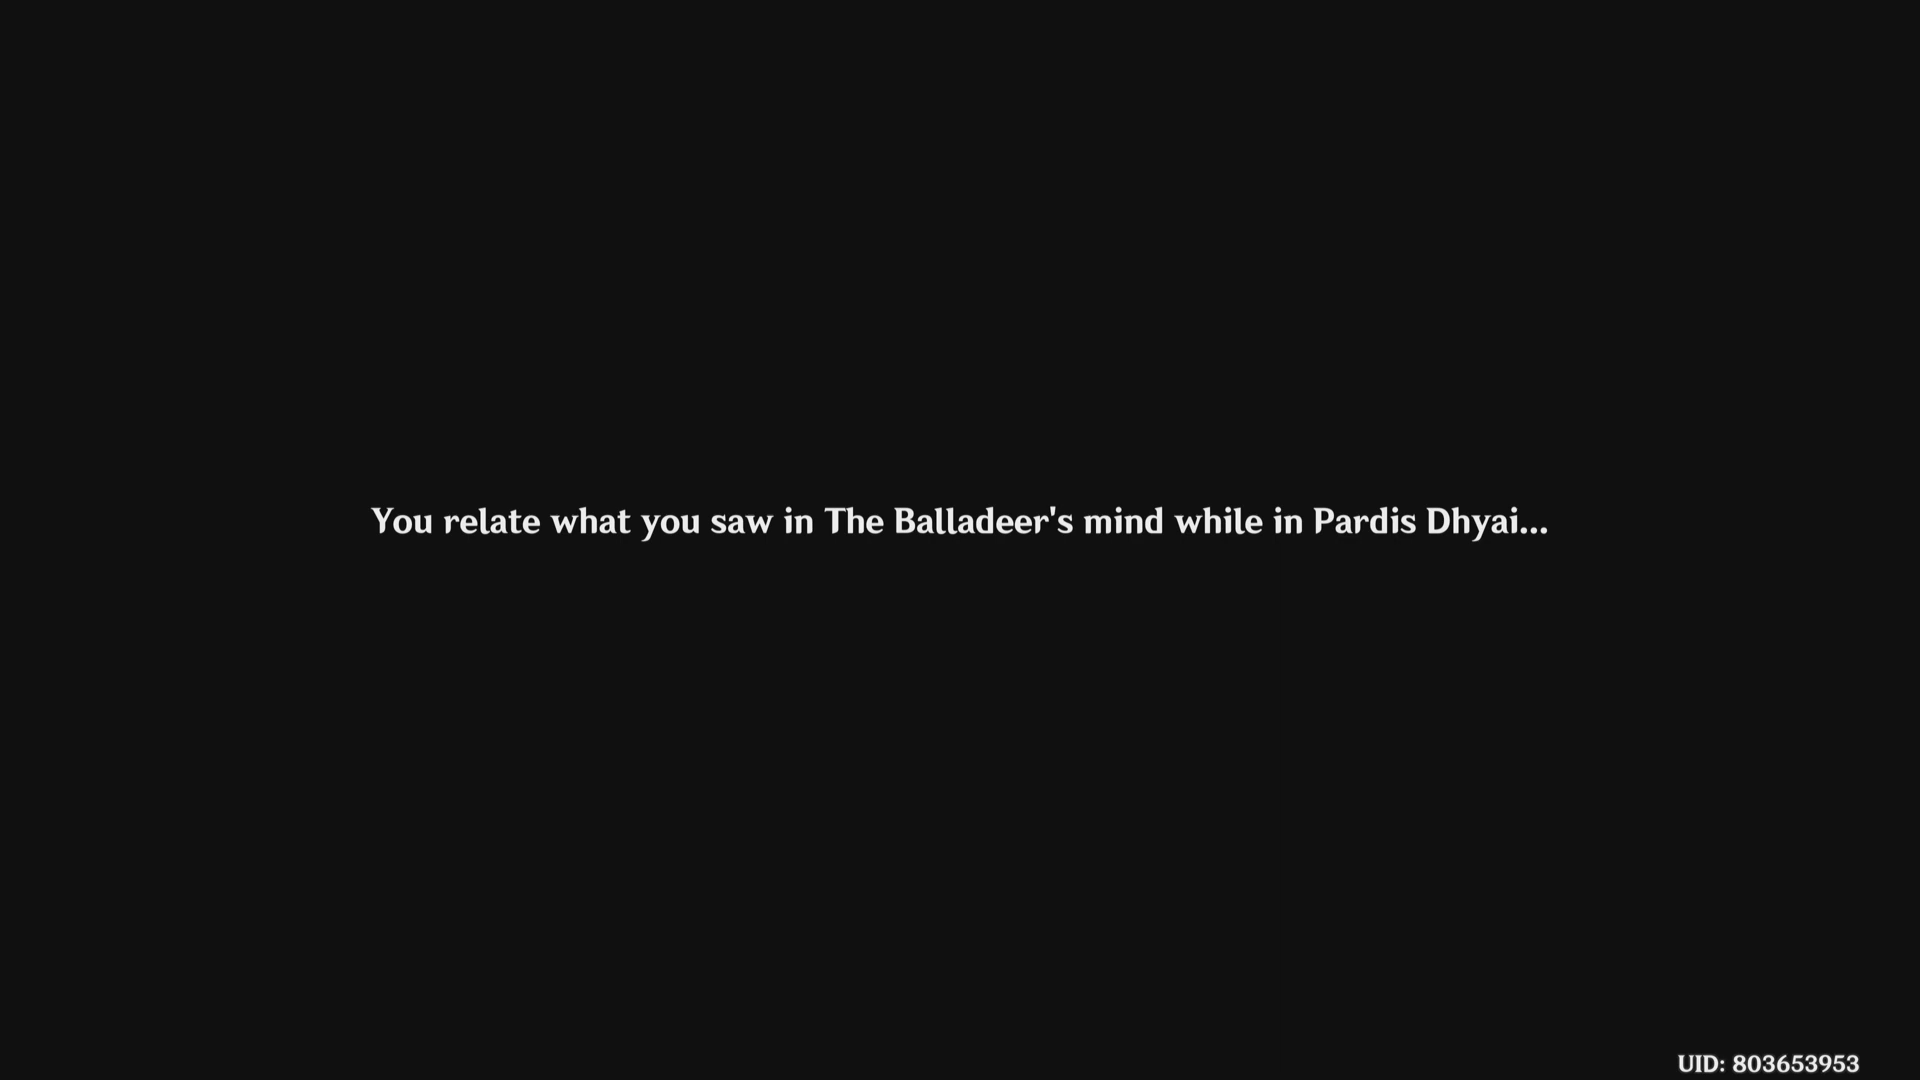 You relate what you saw in The Balladeer's mind while in Pardis Dhyai...
UID: 803653953